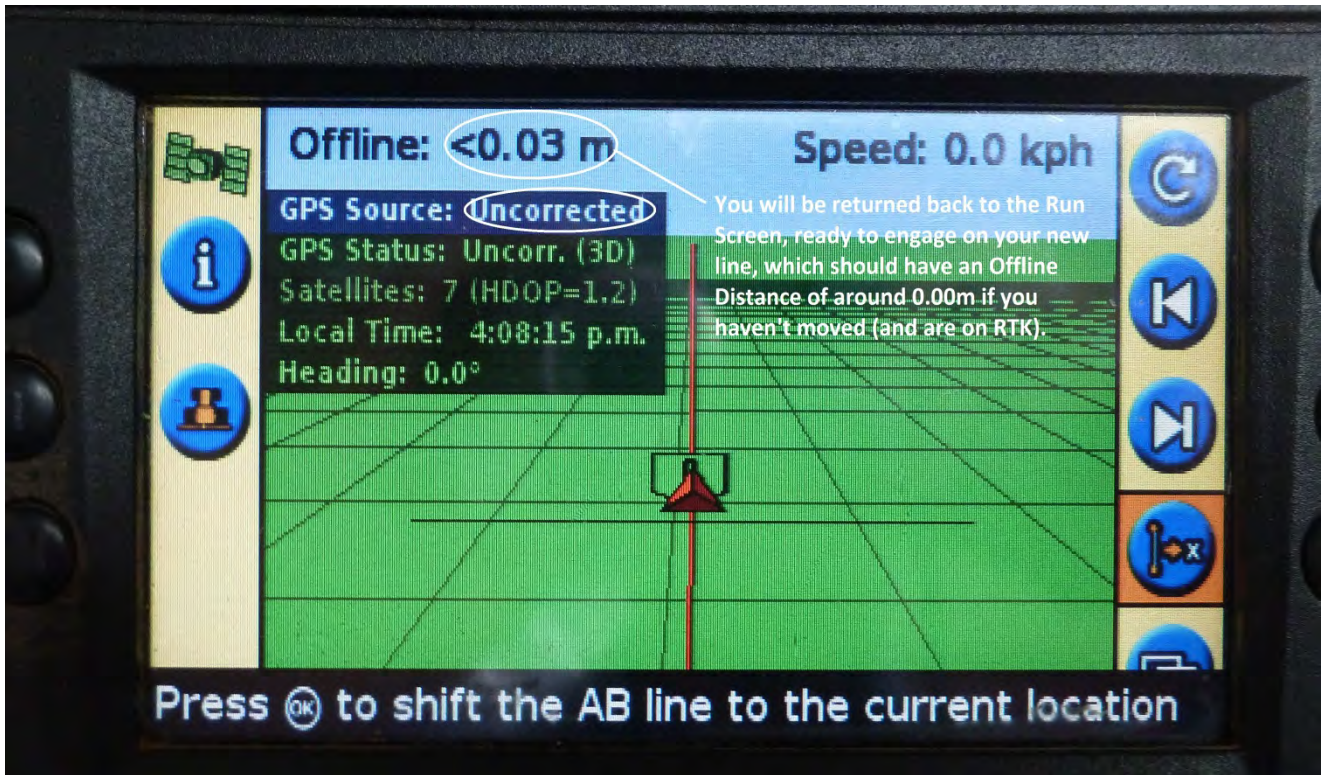 Offline: <0.03 m
Speed: 0.0 kph
GPS Source: Uncorrected
GPS Status: Uncorr. (3D)
Satellites: 7 (HDOP=1.2)
Local Time: 4:08:15 p.m.
Heading: 0.0°
You will be returned back to the Run
Screen, ready to engage on your new
line, which should have an Offline
Distance of around 0.00m if you
haven't moved (and are on RTK).
i
x
Press OK to shift the AB line to the current location